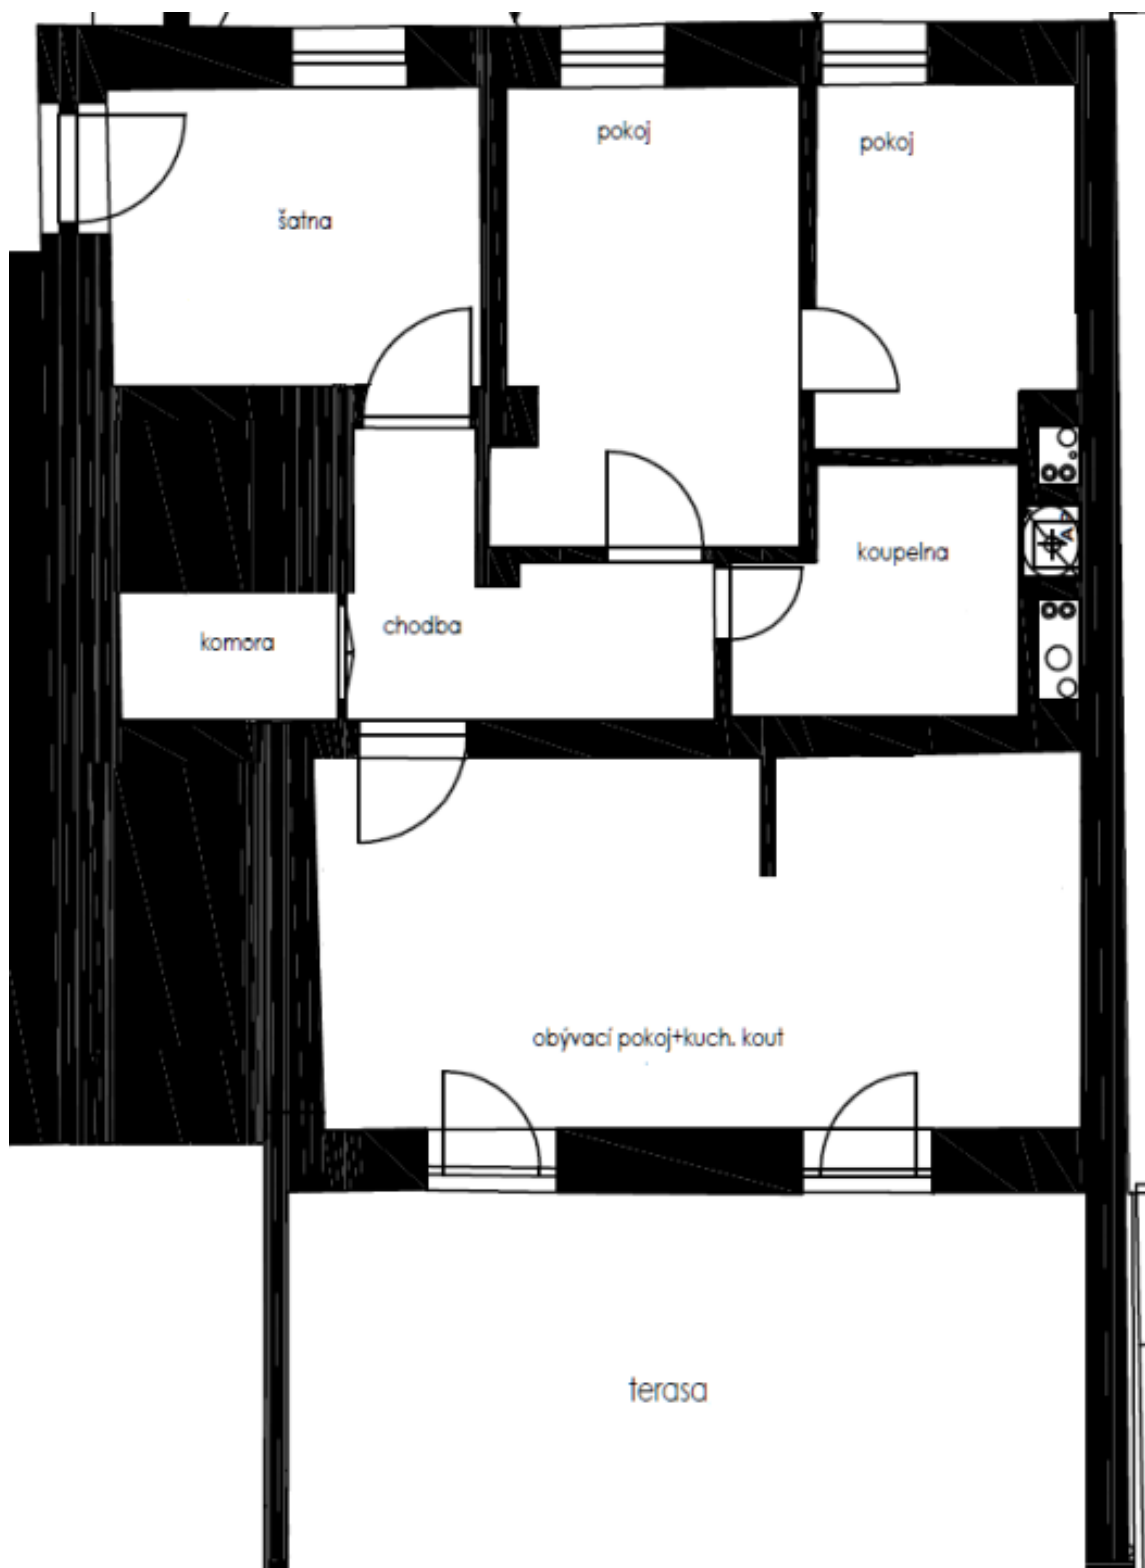 pokoj
pokoj
šatna
koupelna
chodba
komora
obývací pokoj+kuch. kout
terasa